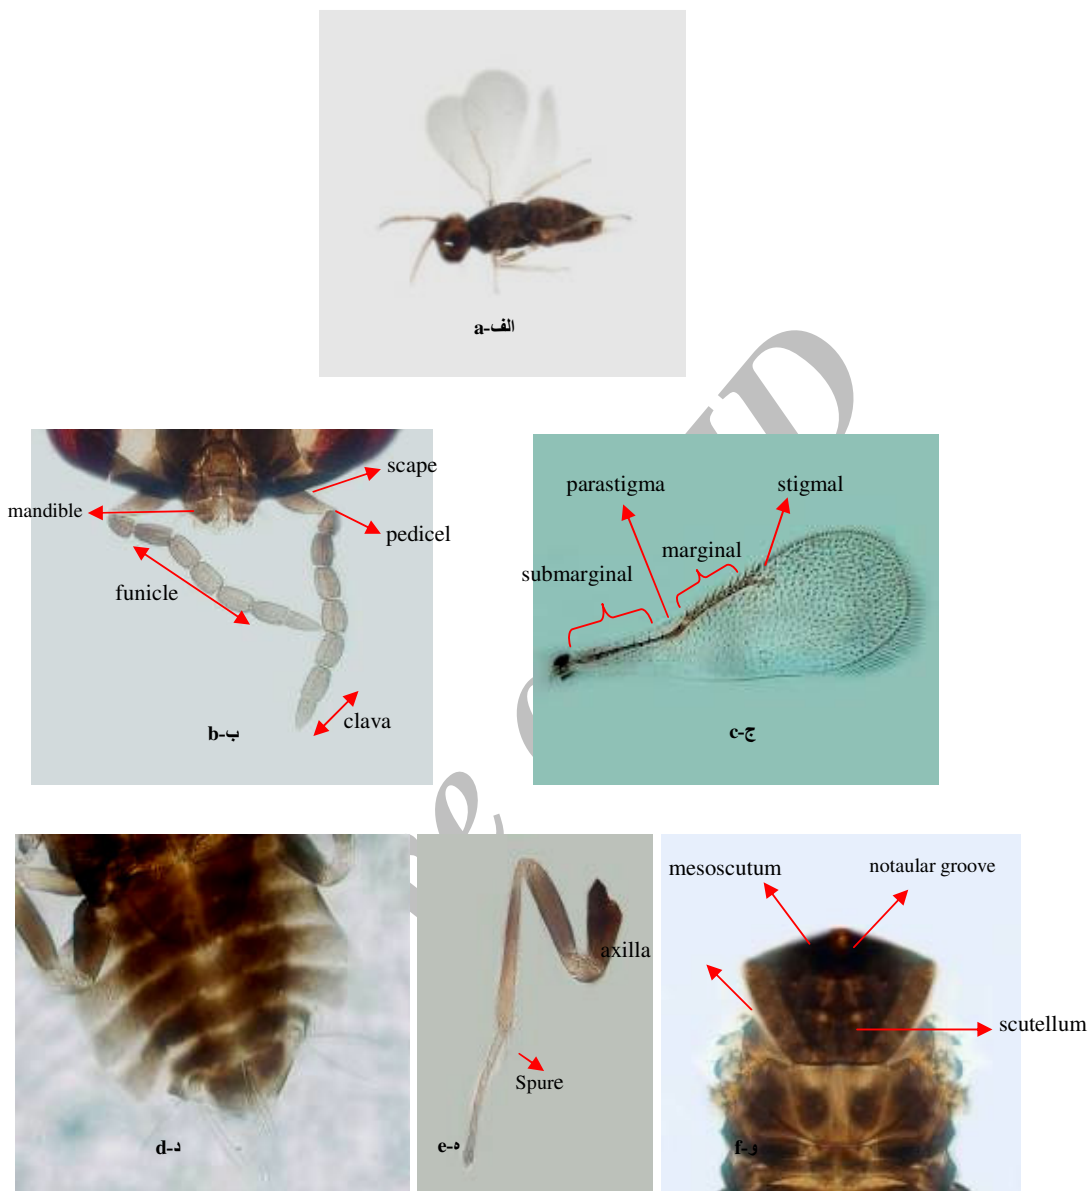 a-الف
scape
mandible
pedicel
funicle
clava
b-ب
parastigma
stigmal
marginal
submarginal
c-ج
d-د
axilla
Spure
e-ه
mesoscutum
notaular groove
scutellum
f-و